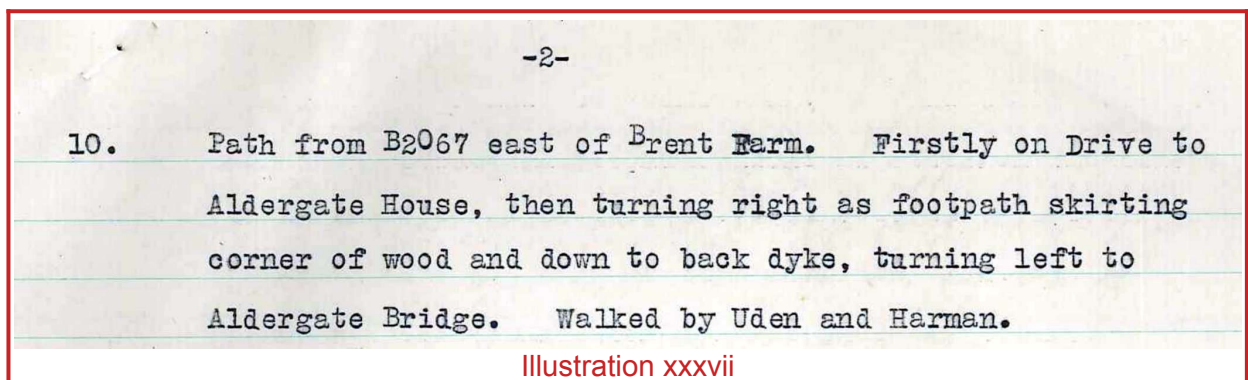 -2-
10. Path from B2067 east of Brent Farm. Firstly on Drive to
Aldergate House, then turning right as footpath skirting
corner of wood and down to back dyke, turning left to
Aldergate Bridge. Walked by Uden and Harman.
Illustration xxxvii